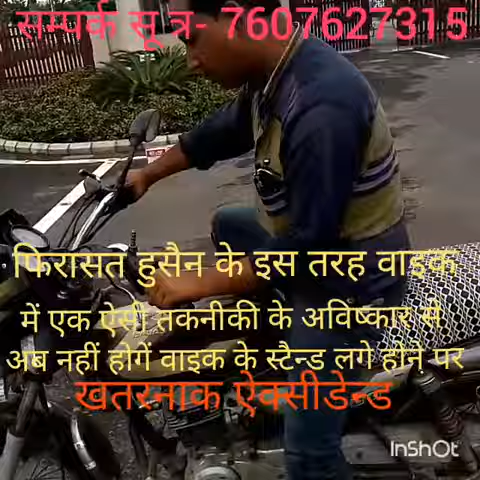 सम्पर्क सू त्र- 7607627315
फिरासत हुसैन के इस तरह वाइक
में एक ऐसी तकनीकी के अविष्कार से
अब नहीं होगें वाइक के स्टैन्ड लगे होने पर
खतरनाक ऐक्सीडेन्ड
InShOt